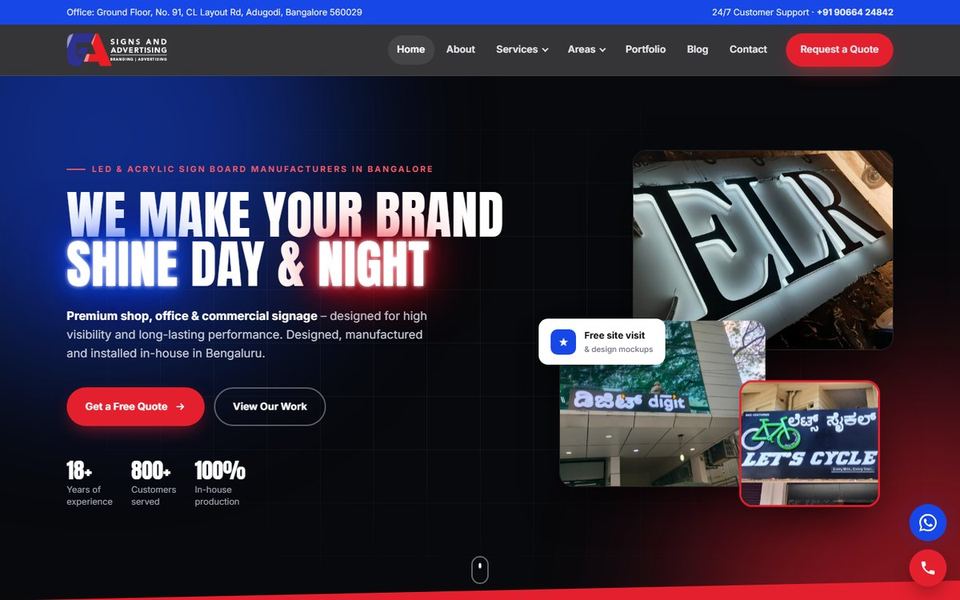 Office: Ground Floor, No. 91, CL Layout Rd, Adugodi, Bangalore 560029
24/7 Customer Support · +91 90664 24842
GA SIGNS AND
ADVERTISING
BRANDING | ADVERTISING
Home About Services Areas Portfolio Blog Contact Request a Quote
LED & ACRYLIC SIGN BOARD MANUFACTURERS IN BANGALORE
WE MAKE YOUR BRAND
SHINE DAY & NIGHT
Premium shop, office & commercial signage – designed for high
visibility and long-lasting performance. Designed, manufactured
and installed in-house in Bengaluru.
Get a Free Quote →
View Our Work
18+
Years of
experience
800+
Customers
served
100%
In-house
production
ELR
Free site visit
& design mockups
ಡಿಜಿಟ್ digit
ಲೆಟ್ಸ್ ಸೈಕಲ್
LET'S CYCLE